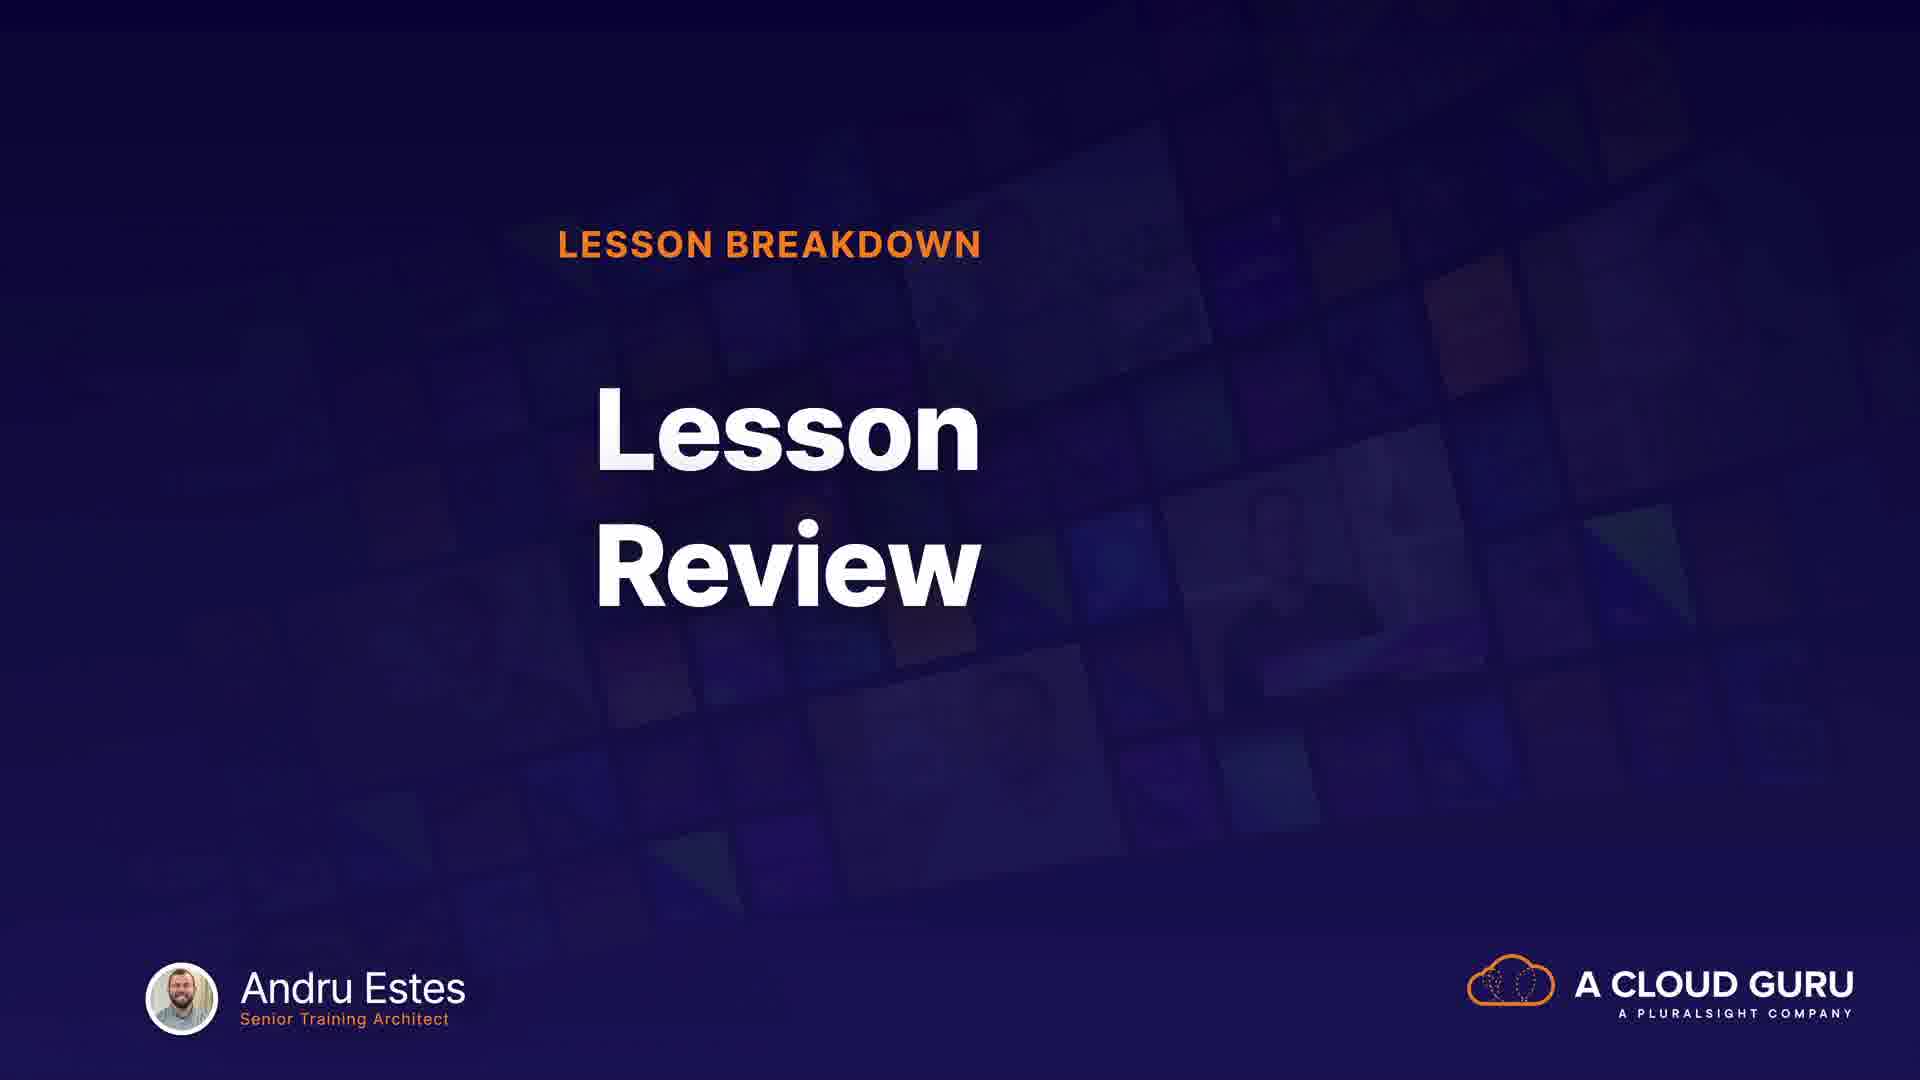 LESSON BREAKDOWN
Lesson
Review
Andru Estes
Senior Training Architect
A CLOUD GURU
A PLURALSIGHT COMPANY